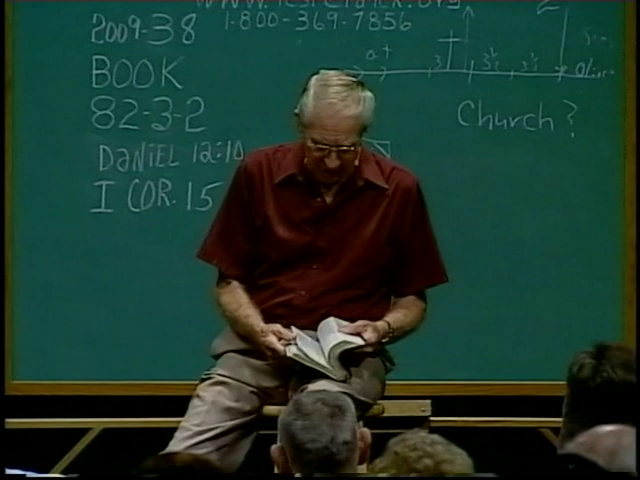 1-800-369-7856
2009-38
BOOK
82-3-2
DANIEL 12:10
I COR. 15
Church?